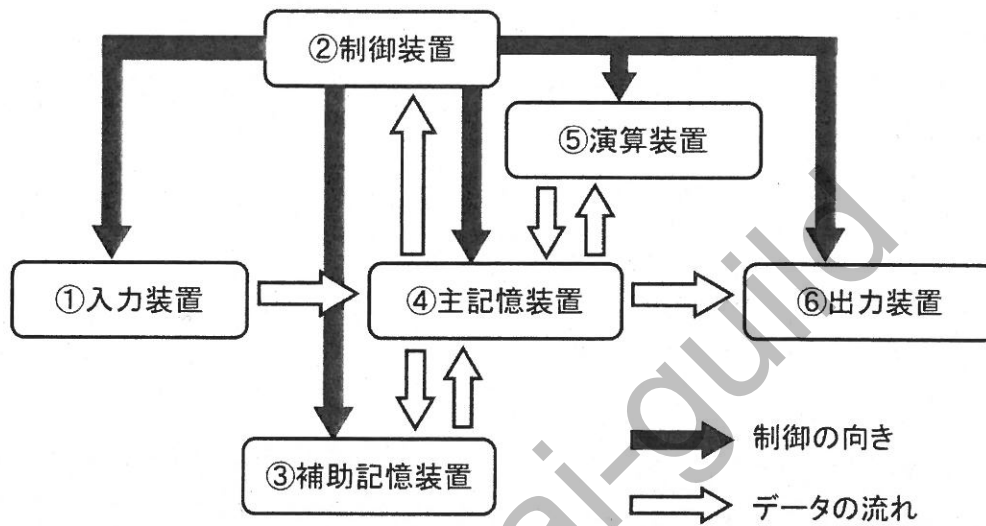 ②制御装置
⑤演算装置
①入力装置
④主記憶装置
⑥出力装置
③補助記憶装置
制御の向き
データの流れ
ai-guild